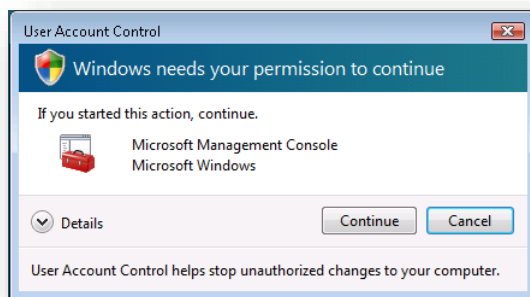 User Account Control
Windows needs your permission to continue
If you started this action, continue.
Microsoft Management Console
Microsoft Windows
Details
Continue
Cancel
User Account Control helps stop unauthorized changes to your computer.